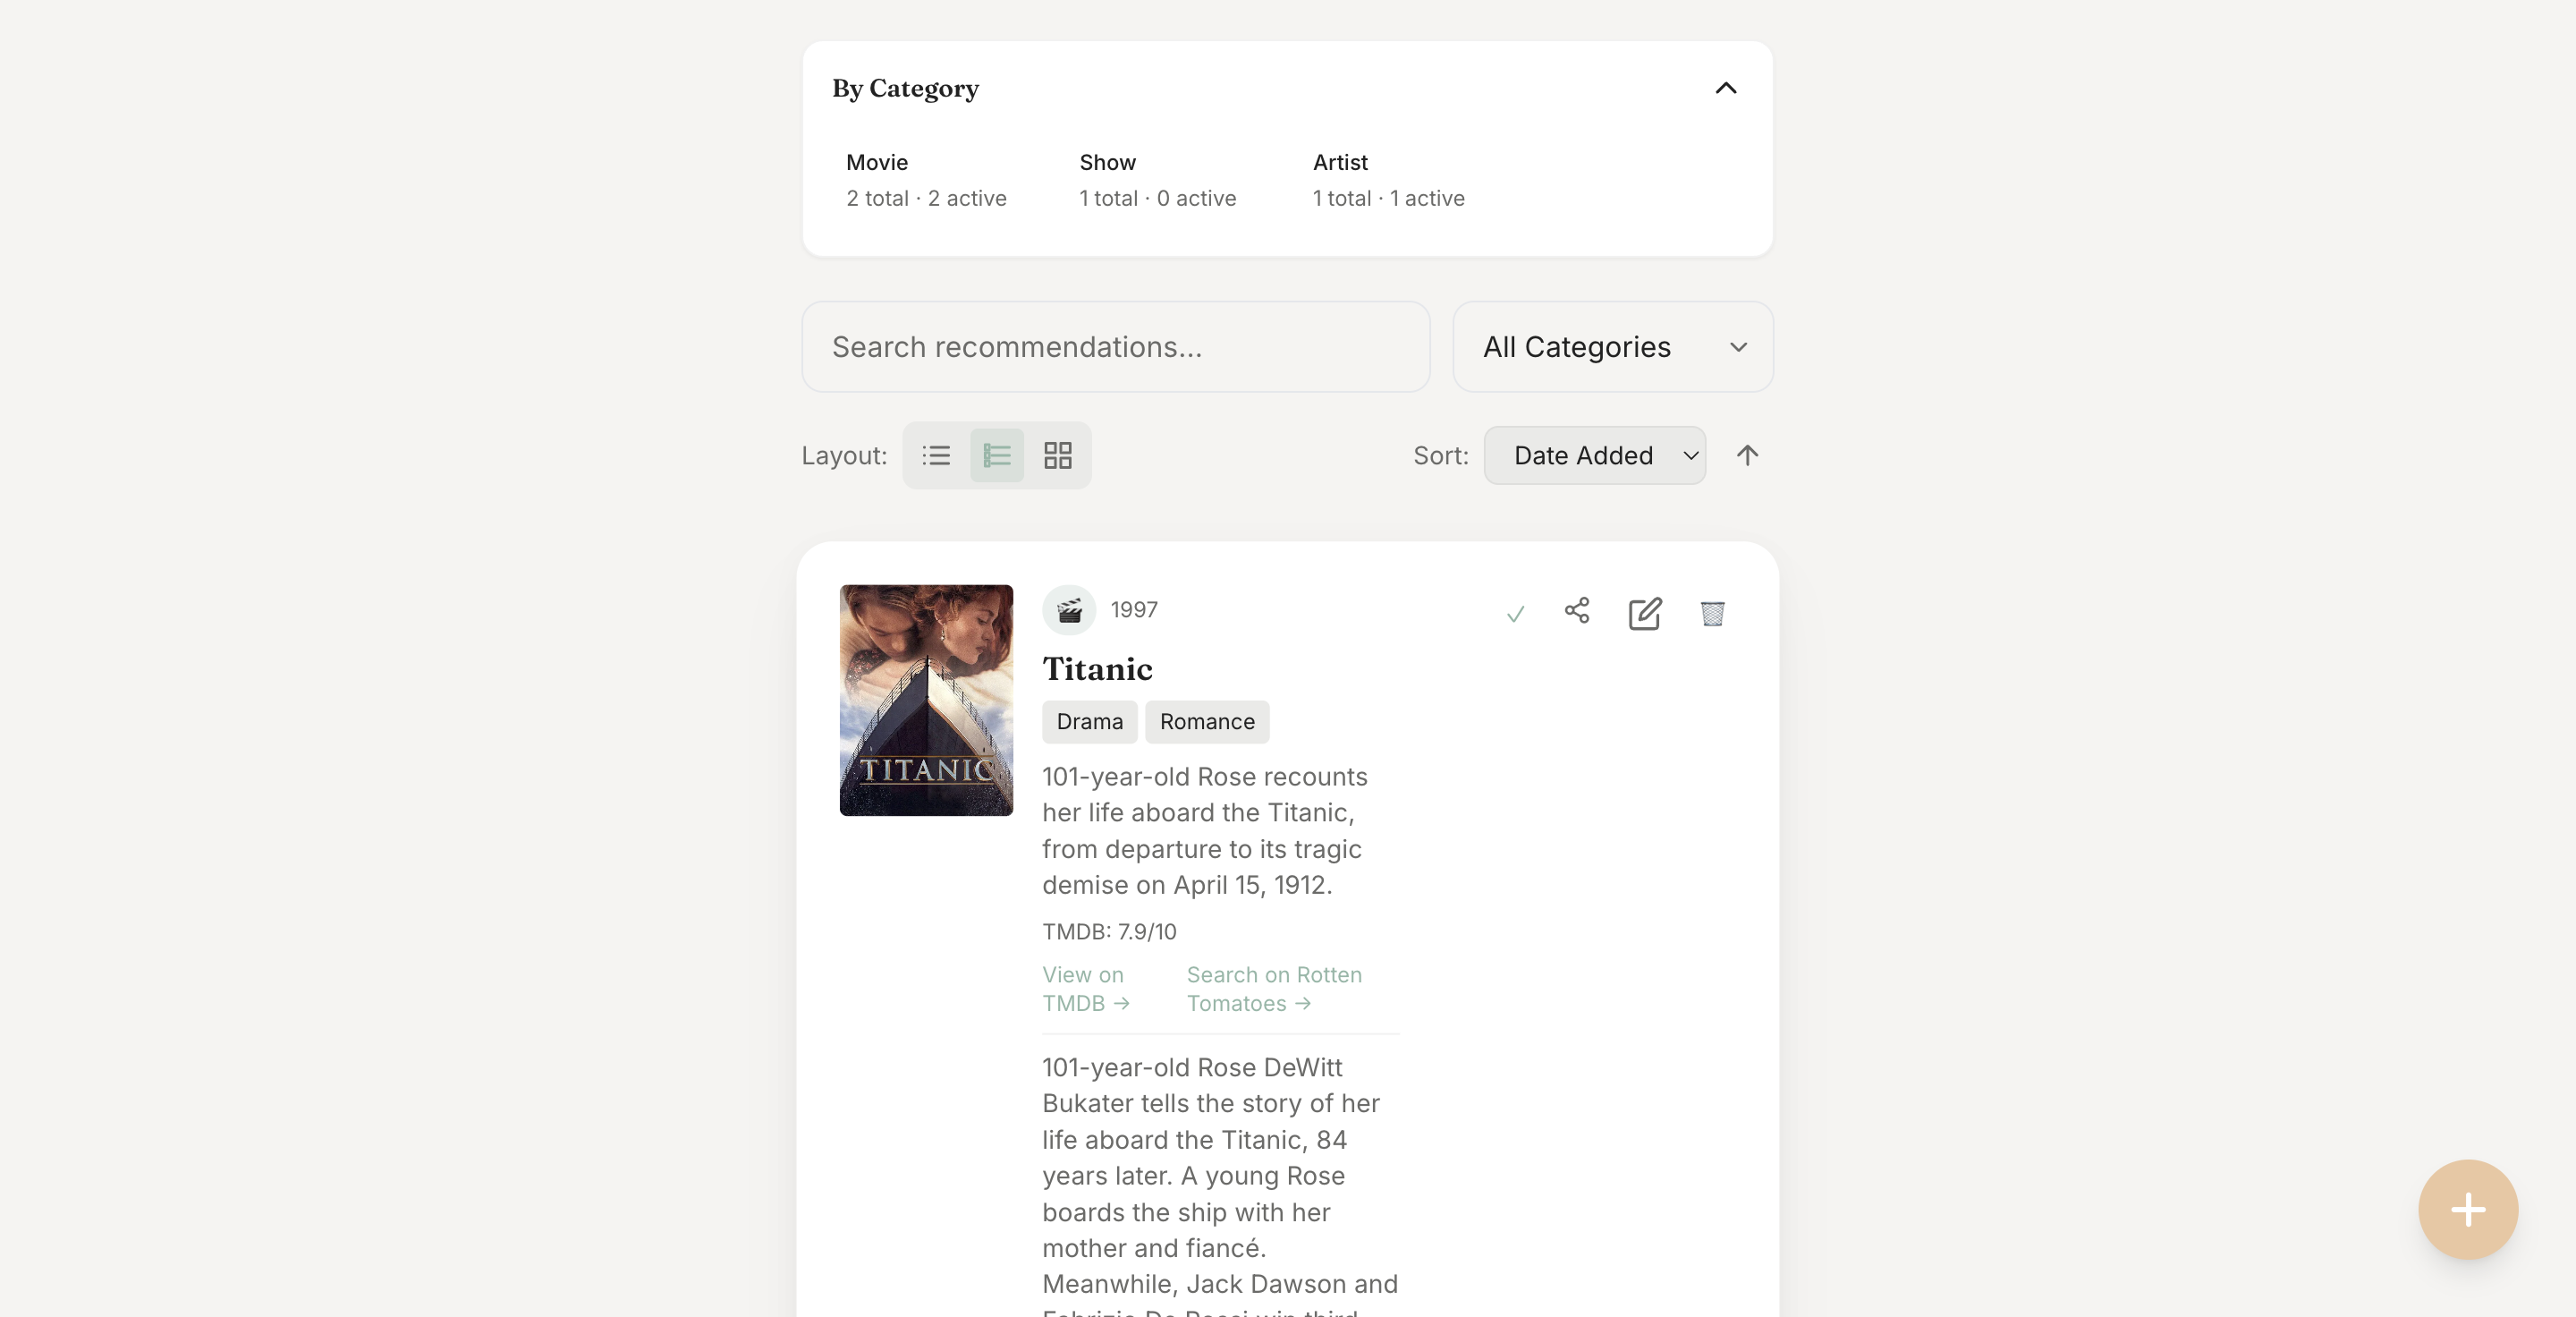 By Category
Movie
2 total · 2 active
Show
1 total · 0 active
Artist
1 total · 1 active
Search recommendations...
All Categories
Layout:
Sort:
Date Added
TITANIC
1997
Titanic
Drama
Romance
101-year-old Rose recounts
her life aboard the Titanic,
from departure to its tragic
demise on April 15, 1912.
TMDB: 7.9/10
View on
TMDB →
Search on Rotten
Tomatoes →
101-year-old Rose DeWitt
Bukater tells the story of her
life aboard the Titanic, 84
years later. A young Rose
boards the ship with her
mother and fiancé.
Meanwhile, Jack Dawson and